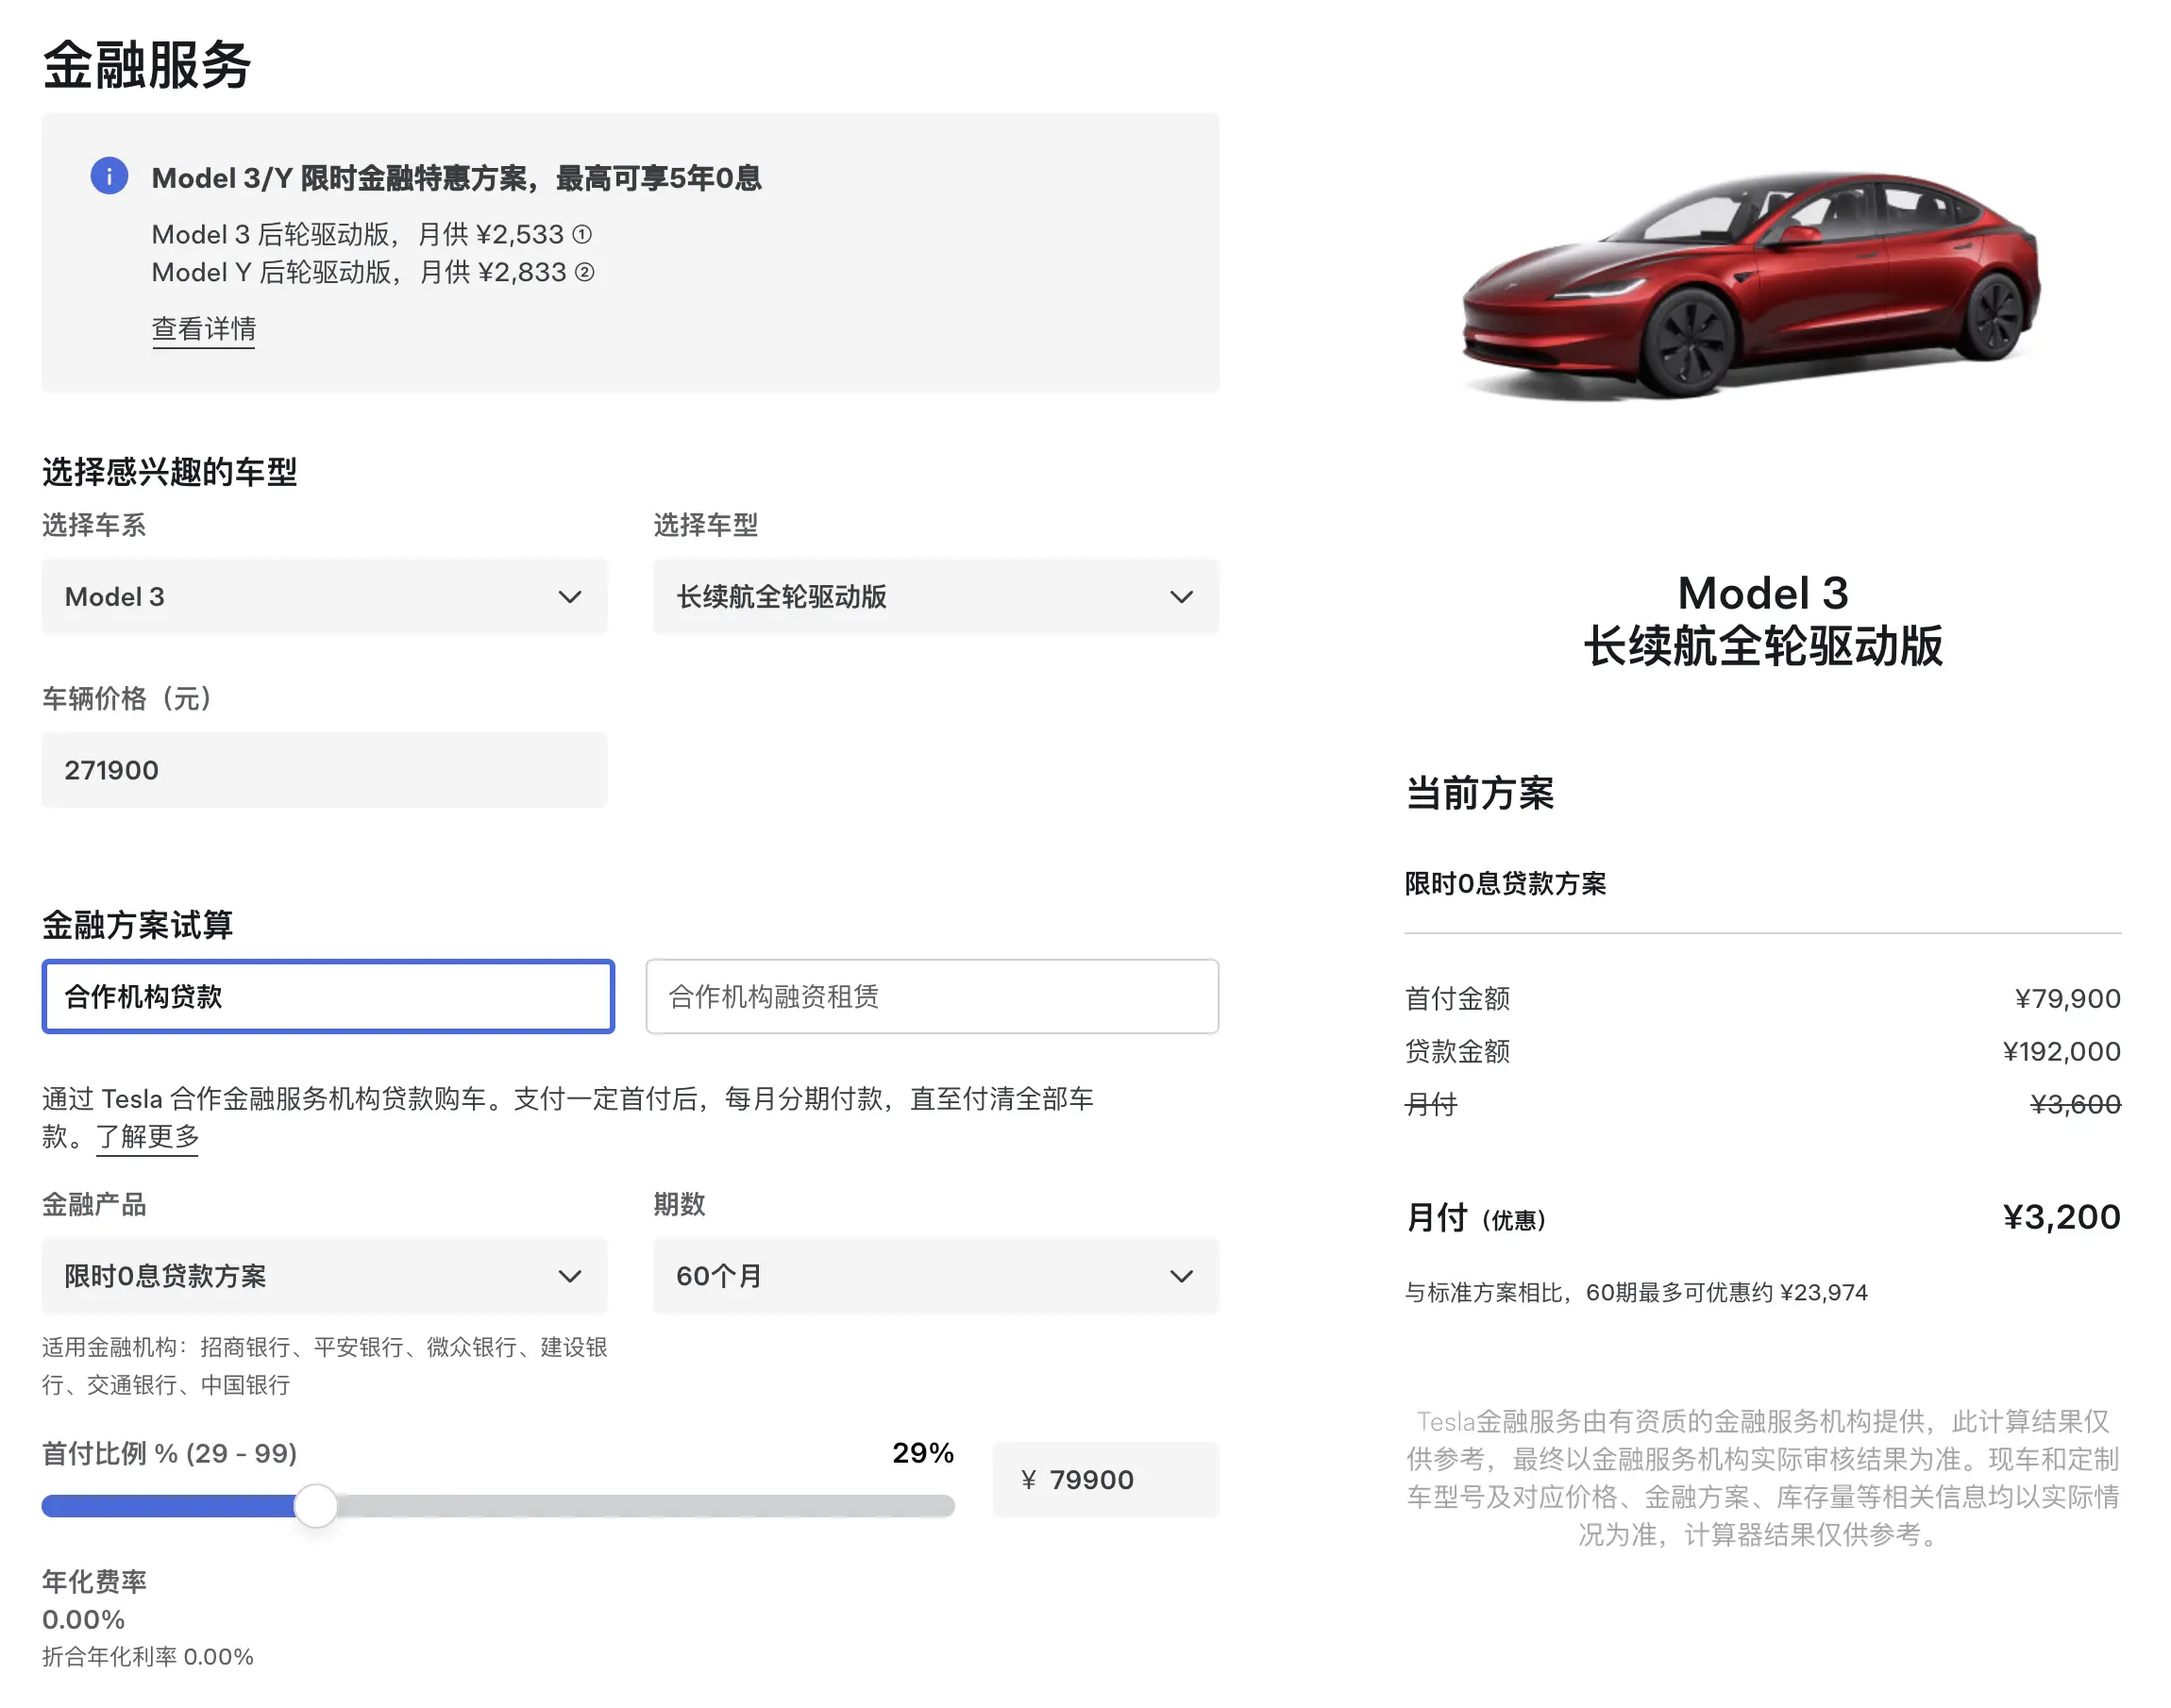 金融服务
Model 3/Y 限时金融特惠方案，最高可享5年0息
Model 3 后轮驱动版， 月供 ¥2,533 ①
Model Y 后轮驱动版， 月供 ¥2,833 ②
查看详情
选择感兴趣的车型
选择车系
Model 3
选择车型
长续航全轮驱动版
车辆价格（元）
271900
金融方案试算
合作机构贷款
合作机构融资租赁
通过 Tesla 合作金融服务机构贷款购车。支付一定首付后，每月分期付款，直至付清全部车
款。了解更多
金融产品
限时0息贷款方案
期数
60个月
适用金融机构：招商银行、平安银行、微众银行、建设银
行、交通银行、中国银行
首付比例 % (29 - 99)
29%
¥ 79900
年化费率
0.00%
折合年化利率 0.00%
Model 3
长续航全轮驱动版
当前方案
限时0息贷款方案
首付金额 ¥79,900
贷款金额 ¥192,000
月付 ¥3,600
月付（优惠） ¥3,200
与标准方案相比，60期最多可优惠约 ¥23,974
Tesla金融服务由有资质的金融服务机构提供，此计算结果仅
供参考，最终以金融服务机构实际审核结果为准。现车和定制
车型号及对应价格、金融方案、库存量等相关信息均以实际情
况为准，计算器结果仅供参考。